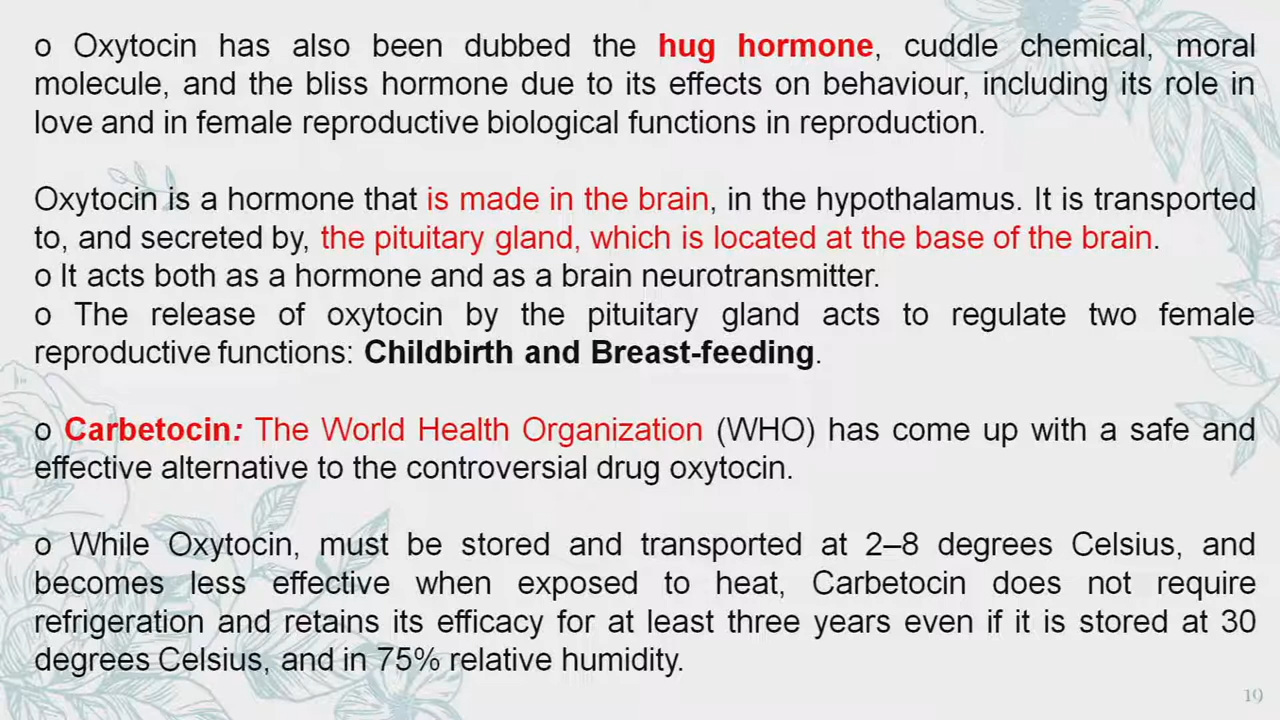 o Oxytocin has also been dubbed the hug hormone, cuddle chemical, moral
molecule, and the bliss hormone due to its effects on behaviour, including its role in
love and in female reproductive biological functions in reproduction.
Oxytocin is a hormone that is made in the brain, in the hypothalamus. It is transported
to, and secreted by, the pituitary gland, which is located at the base of the brain.
o It acts both as a hormone and as a brain neurotransmitter.
o The release of oxytocin by the pituitary gland acts to regulate two female
reproductive functions: Childbirth and Breast-feeding.
o Carbetocin: The World Health Organization (WHO) has come up with a safe and
effective alternative to the controversial drug oxytocin.
o While Oxytocin, must be stored and transported at 2–8 degrees Celsius, and
becomes less effective when exposed to heat, Carbetocin does not require
refrigeration and retains its efficacy for at least three years even if it is stored at 30
degrees Celsius, and in 75% relative humidity.
19